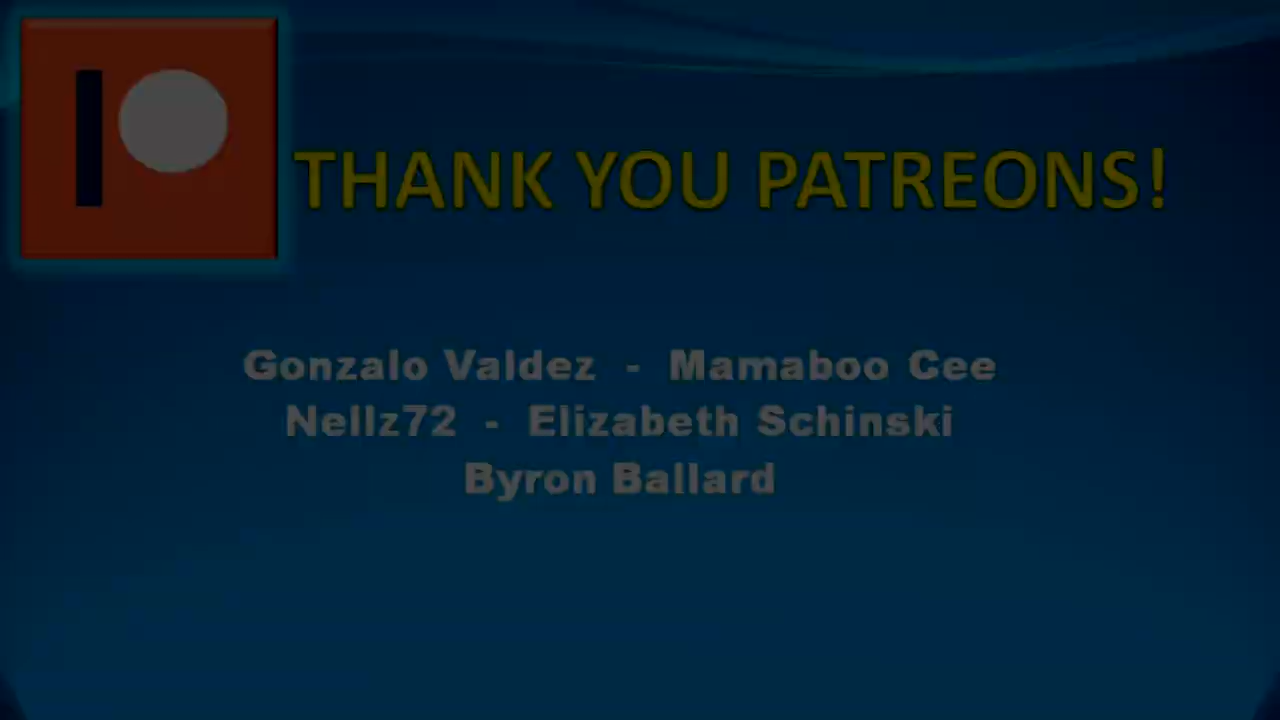 THANK YOU PATREONS!
Gonzalo Valdez - Mamaboo Cee
Nellz72 - Elizabeth Schinski
Byron Ballard